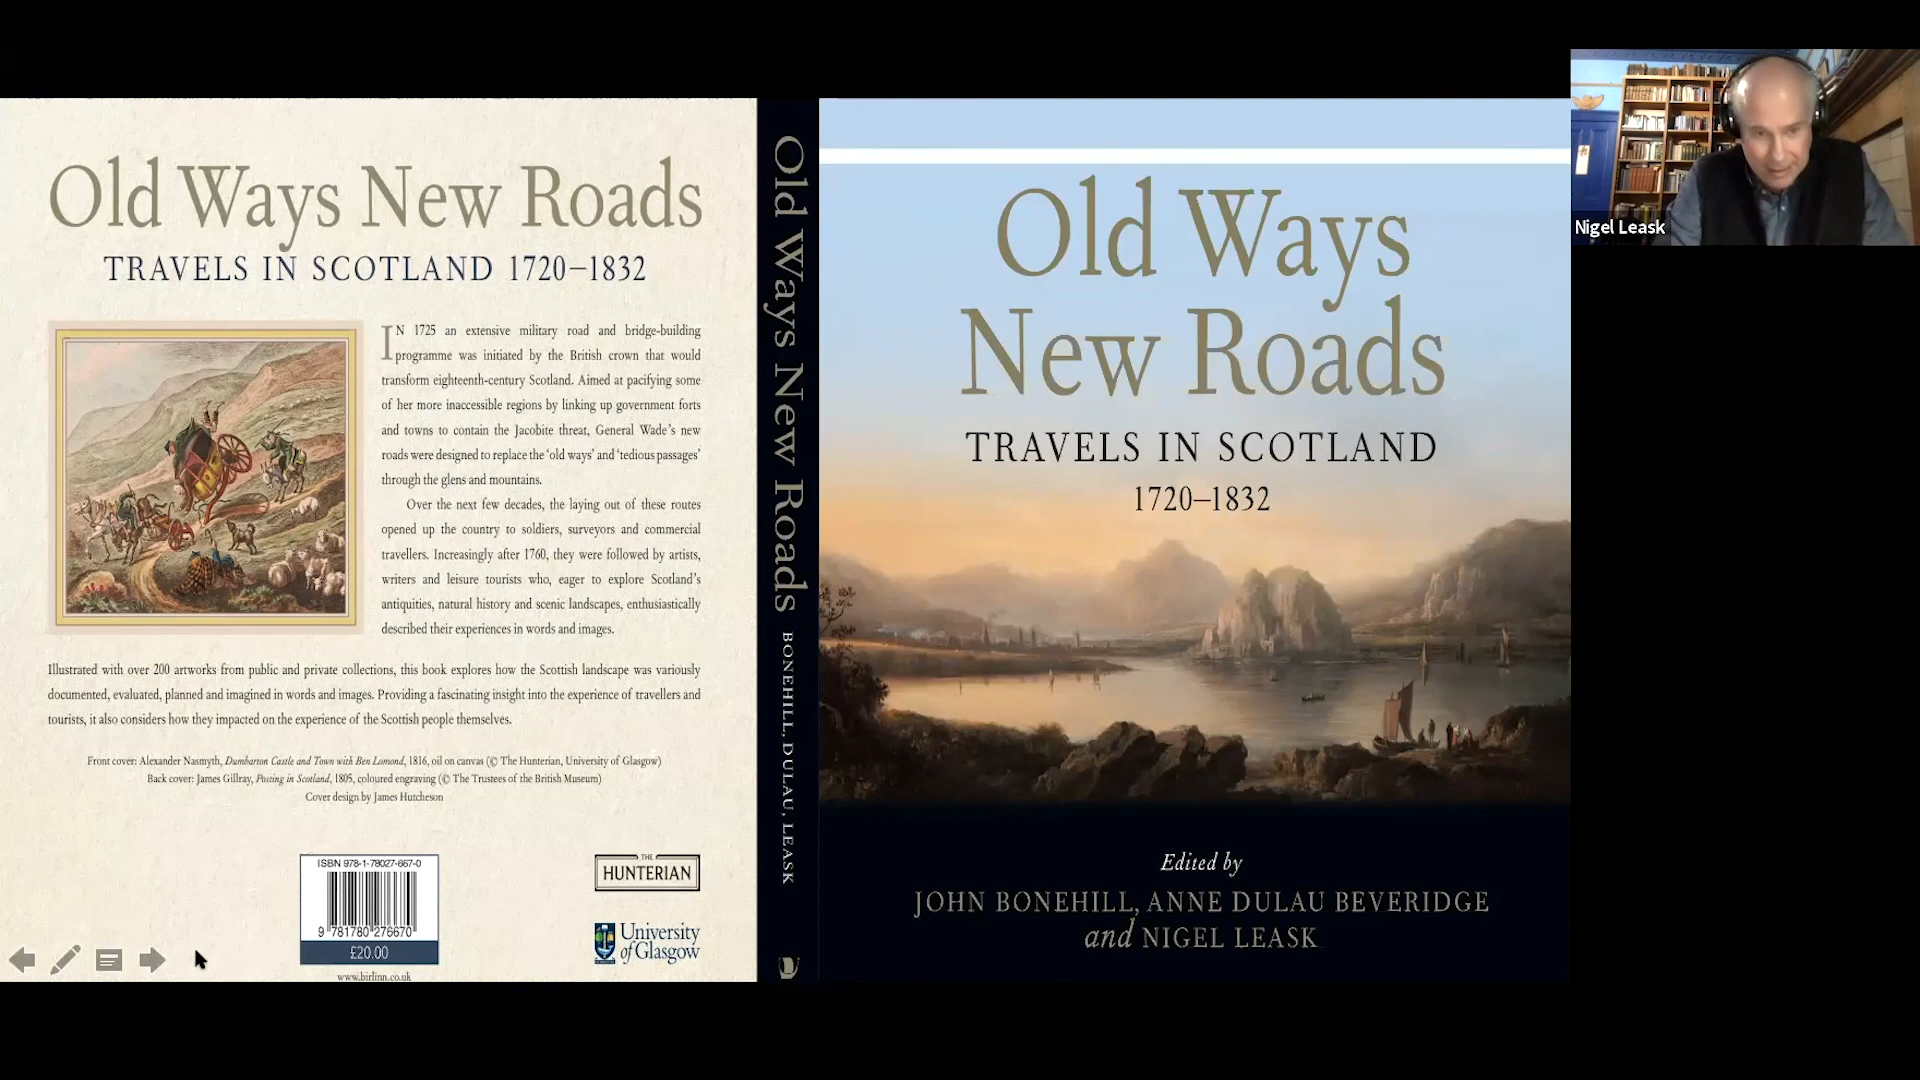 Old Ways New Roads
TRAVELS IN SCOTLAND 1720–1832
IN 1725 an extensive military road and bridge-building
programme was initiated by the British crown that would
transform eighteenth-century Scotland. Aimed at pacifying some
of her more inaccessible regions by linking up government forts
and towns to contain the Jacobite threat, General Wade's new
roads were designed to replace the 'old ways' and 'tedious passages'
through the glens and mountains.
Over the next few decades, the laying out of these routes
opened up the country to soldiers, surveyors and commercial
travellers. Increasingly after 1760, they were followed by artists,
writers and leisure tourists who, eager to explore Scotland's
antiquities, natural history and scenic landscapes, enthusiastically
described their experiences in words and images.
Illustrated with over 200 artworks from public and private collections, this book explores how the Scottish landscape was variously
documented, evaluated, planned and imagined in words and images. Providing a fascinating insight into the experience of travellers and
tourists, it also considers how they impacted on the experience of the Scottish people themselves.
Front cover: Alexander Nasmyth, Dumbarton Castle and Town with Ben Lomond, 1816, oil on canvas (© The Hunterian, University of Glasgow)
Back cover: James Gillray, Posting in Scotland, 1805, coloured engraving (© The Trustees of the British Museum)
Cover design by James Hutcheson
ISBN 978-1-78027-667-0
9 781780 276670
£20.00
www.birlinn.co.uk
THE
HUNTERIAN
University
of Glasgow
Old Ways New Roads BONEHILL, DULAU, LEASK
Old Ways
New Roads
TRAVELS IN SCOTLAND
1720–1832
Edited by
JOHN BONEHILL, ANNE DULAU BEVERIDGE
and NIGEL LEASK
Nigel Leask